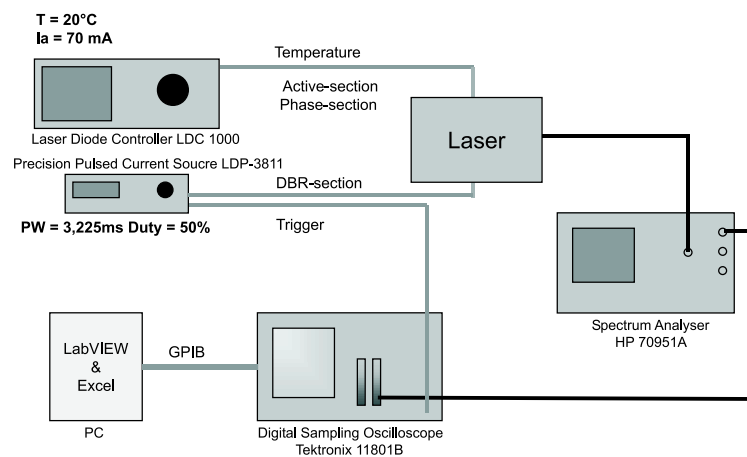 T = 20°C
Ia = 70 mA
Temperature
Active-section
Phase-section
Laser Diode Controller LDC 1000
Laser
Precision Pulsed Current Soucre LDP-3811
DBR-section
PW = 3,225ms Duty = 50%
Trigger
Spectrum Analyser
HP 70951A
LabVIEW
&
Excel
GPIB
PC
Digital Sampling Oscilloscope
Tektronix 11801B